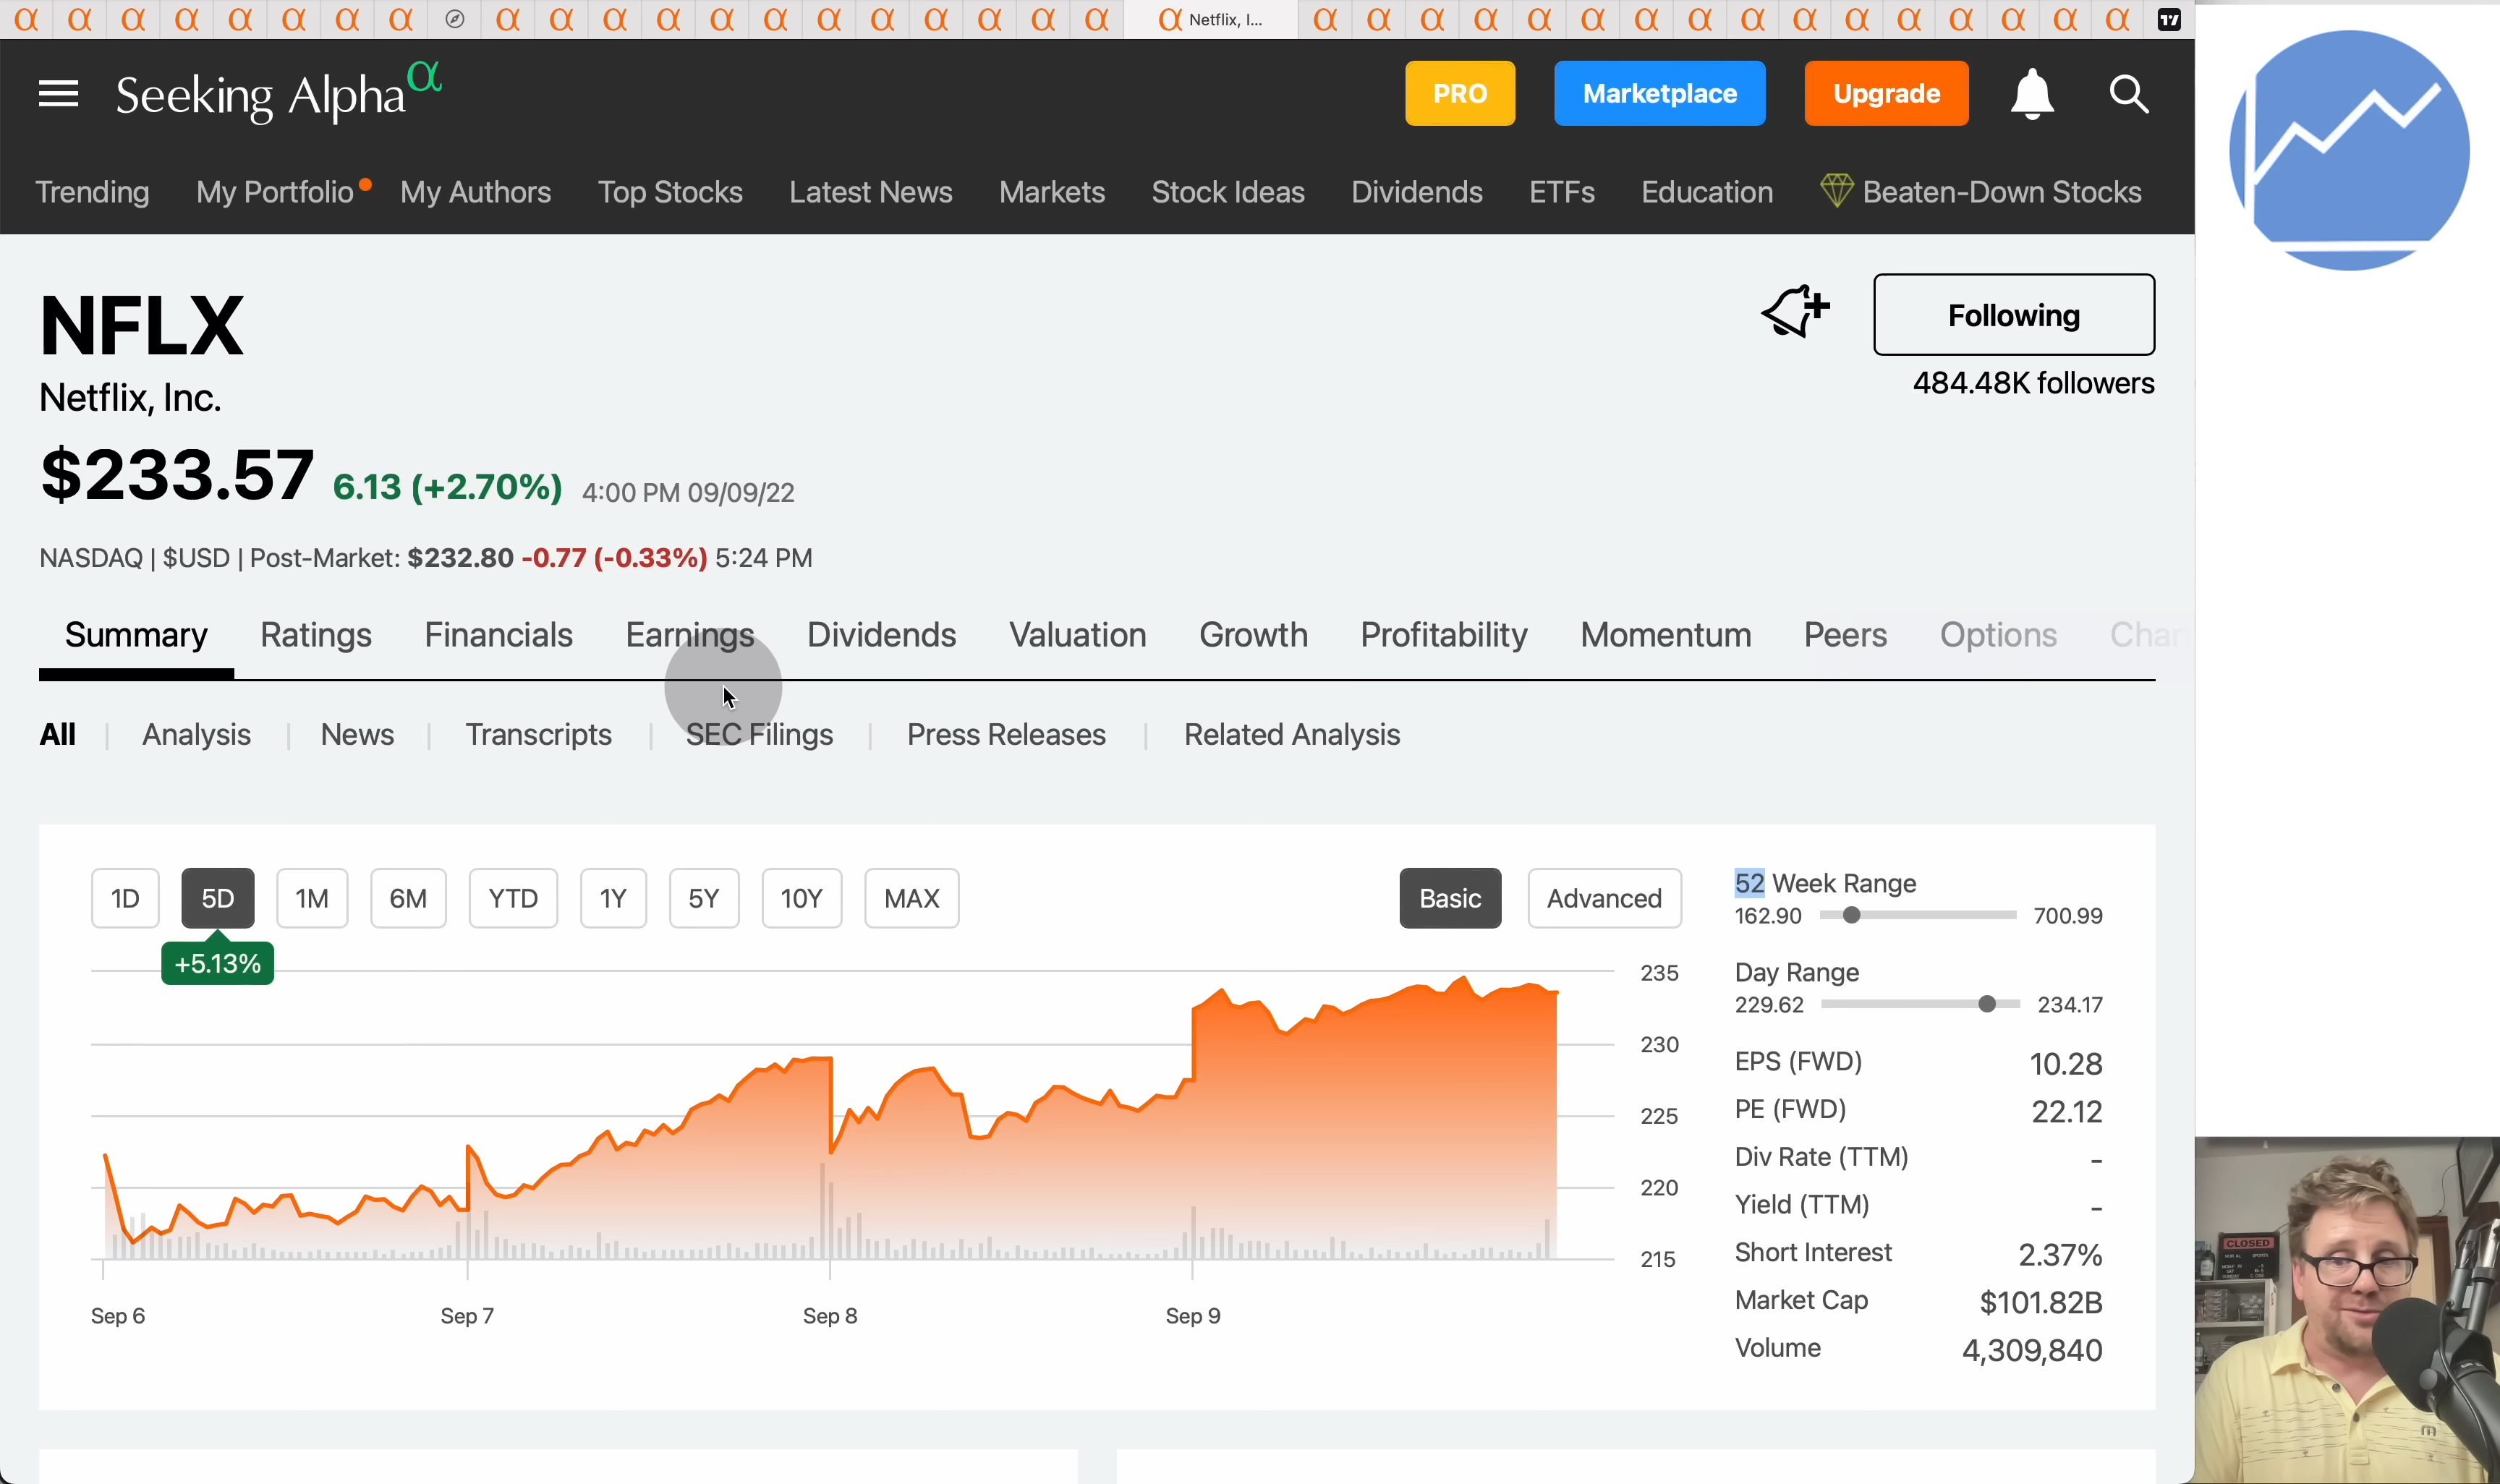 Netflix, I...
Seeking Alpha α
PRO
Marketplace
Upgrade
Trending
My Portfolio
My Authors
Top Stocks
Latest News
Markets
Stock Ideas
Dividends
ETFs
Education
Beaten-Down Stocks
NFLX
Following
Netflix, Inc.
484.48K followers
$233.57 6.13 (+2.70%) 4:00 PM 09/09/22
NASDAQ | $USD | Post-Market: $232.80 -0.77 (-0.33%) 5:24 PM
Summary
Ratings
Financials
Earnings
Dividends
Valuation
Growth
Profitability
Momentum
Peers
Options
Char
All | Analysis | News | Transcripts | SEC Filings | Press Releases | Related Analysis
1D
5D
1M
6M
YTD
1Y
5Y
10Y
MAX
Basic
Advanced
+5.13%
235
230
225
220
215
Sep 6
Sep 7
Sep 8
Sep 9
52 Week Range
162.90 700.99
Day Range
229.62 234.17
EPS (FWD) 10.28
PE (FWD) 22.12
Div Rate (TTM) -
Yield (TTM) -
Short Interest 2.37%
Market Cap $101.82B
Volume 4,309,840
CLOSED